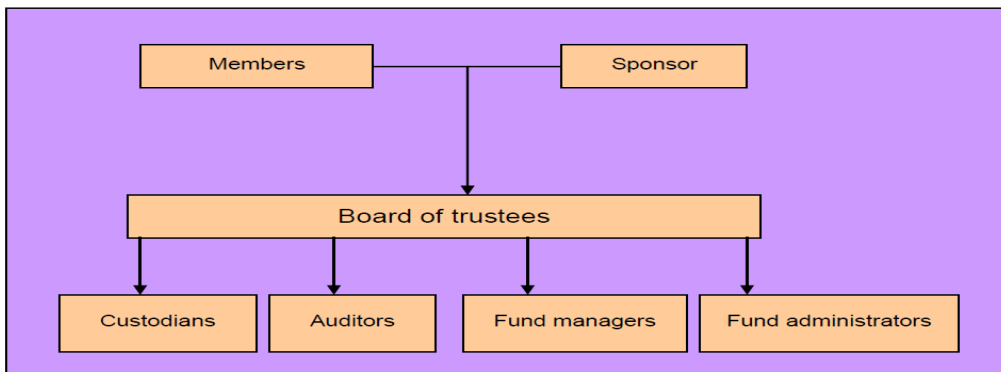 Members
Sponsor
Board of trustees
Custodians
Auditors
Fund managers
Fund administrators